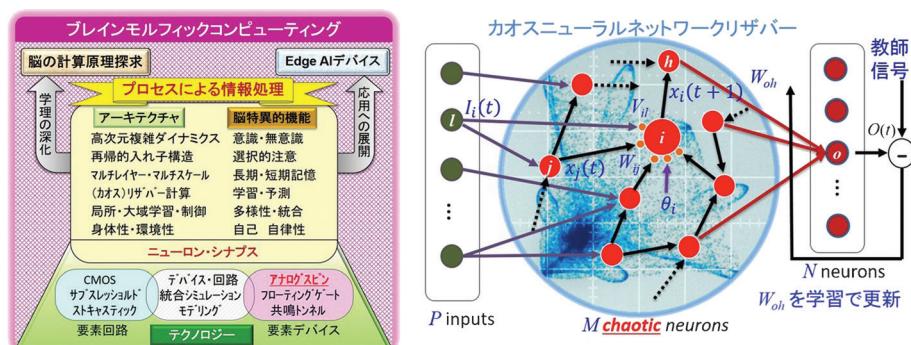 ブレインモルフィックコンピューティング
脳の計算原理探求
Edge AIデバイス
プロセスによる情報処理
学理の深化
応用への展開
アーキテクチャ
脳特異的機能
高次元複雑ダイナミクス
意識・無意識
再帰的入れ子構造
選択的注意
マルチレイヤー・マルチスケール
長期・短期記憶
(カオス)リザバー計算
学習・予測
局所・大域学習・制御
多様性・統合
身体性・環境性
自己 自律性
ニューロン・シナプス
CMOS
サブスレッショルド
ストキャスティック
デバイス・回路
統合シミュレーション
モデリング
アナログスピン
フローティングゲート
共鳴トンネル
要素回路
テクノロジー
要素デバイス
カオスニューラルネットワークリザバー
教師
信号
I_i(t)
l
⋮
P inputs
h
V_il
x_i(t+1)
i
j
x_j(t)
W_ij
θ_i
M chaotic neurons
W_oh
o
O(t)
−
⋮
N neurons
W_ohを学習で更新